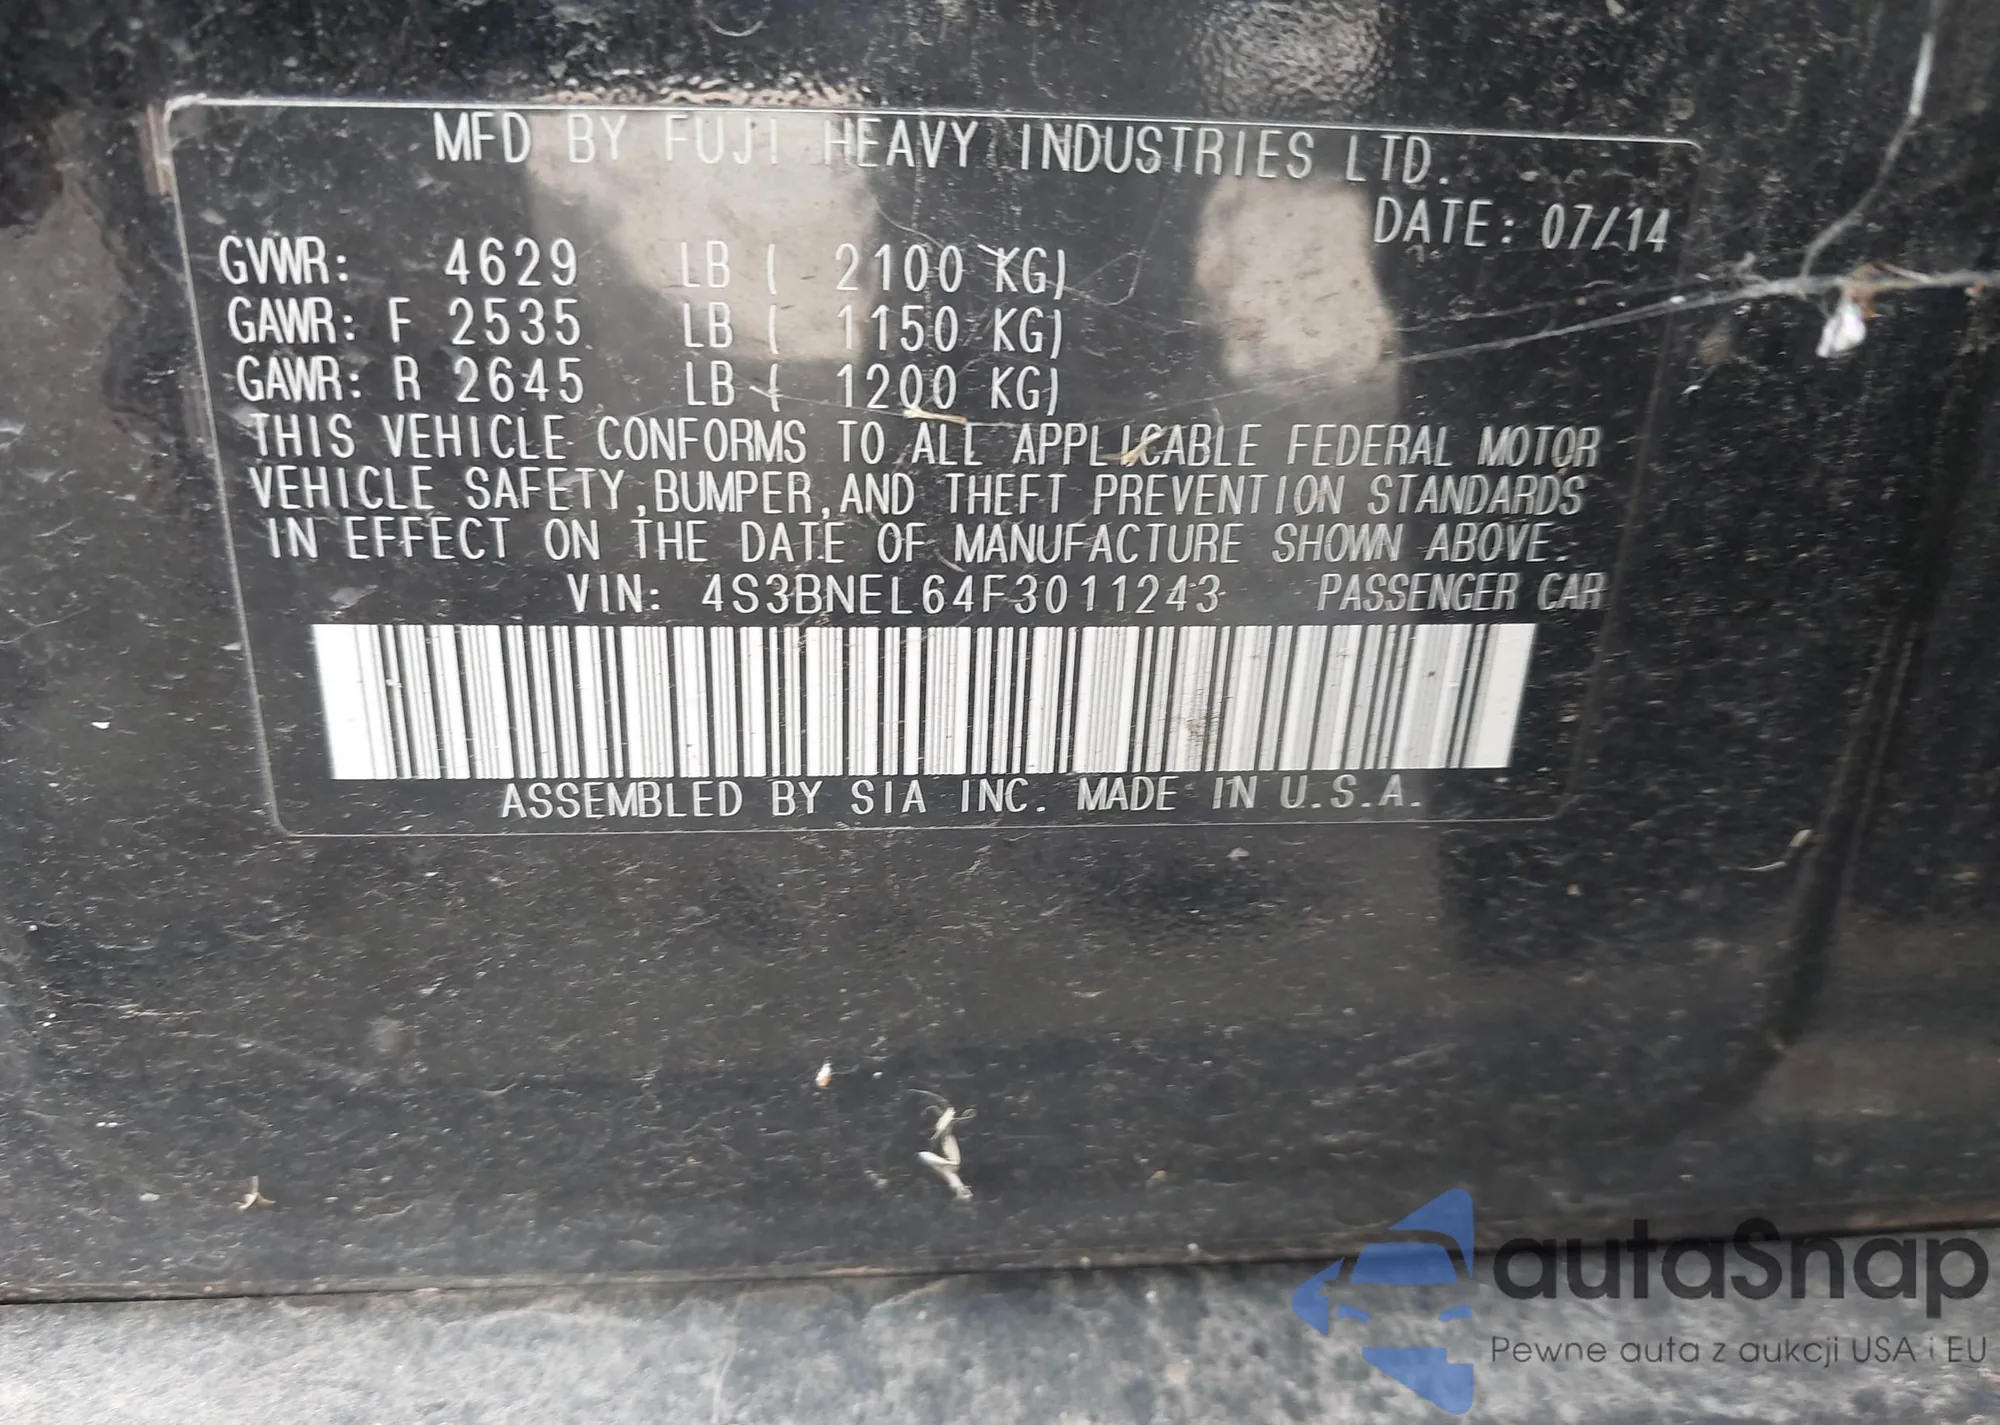 MFD BY FUJI HEAVY INDUSTRIES LTD.
DATE: 07/14
GVWR: 4629 LB ( 2100 KG)
GAWR: F 2535 LB ( 1150 KG)
GAWR: R 2645 LB ( 1200 KG)
THIS VEHICLE CONFORMS TO ALL APPLICABLE FEDERAL MOTOR
VEHICLE SAFETY,BUMPER,AND THEFT PREVENTION STANDARDS
IN EFFECT ON THE DATE OF MANUFACTURE SHOWN ABOVE.
VIN: 4S3BNEL64F3011243 PASSENGER CAR
ASSEMBLED BY SIA INC. MADE IN U.S.A.
autaSnap
Pewne auta z aukcji USA i EU